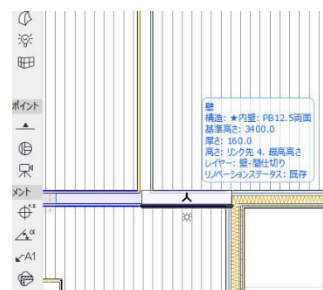 ポイント
メント
1.2
α
A1
壁
構造: ★内壁: PB12.5両面
基準高さ: 3400.0
厚さ: 160.0
高さ: リンク先 4. 最高高さ
レイヤー: 壁-間仕切り
リノベーションステータス: 既存